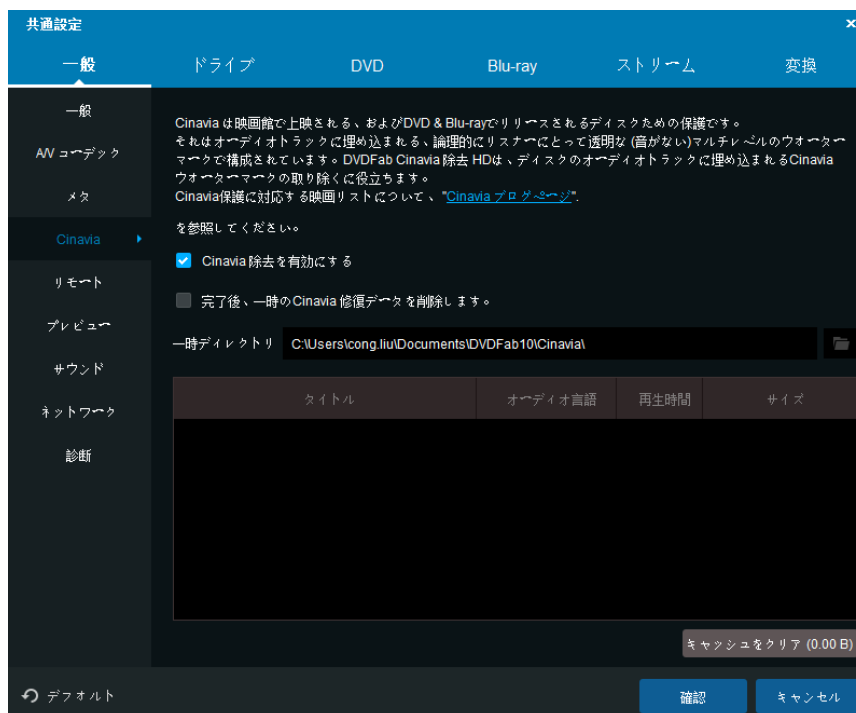 共通設定
×
一般 ドライブ DVD Blu-ray ストリーム 変換
一般
A/V コーデック
メタ
Cinavia
リモート
プレビュー
サウンド
ネットワーク
診断
Cinavia は映画館で上映される、およびDVD & Blu-rayでリリースされるディスクための保護です。
それはオーディオトラックに埋め込まれる、論理的にリスナーにとって透明な (音がない)マルチレベルのウオーター
マークで構成されています。DVDFab Cinavia 除去 HDは、ディスクのオーディオトラックに埋め込まれるCinavia
ウオーターマークの取り除くに役立ちます。
Cinavia保護に対応する映画リストについて、"Cinavia ブログページ".
を参照してください。
Cinavia 除去を有効にする
完了後、一時のCinavia 修復データを削除します。
一時ディレクトリ C:\Users\cong.liu\Documents\DVDFab10\Cinavia\
タイトル オーディオ言語 再生時間 サイズ
キャッシュをクリア (0.00 B)
デフォルト 確認 キャンセル